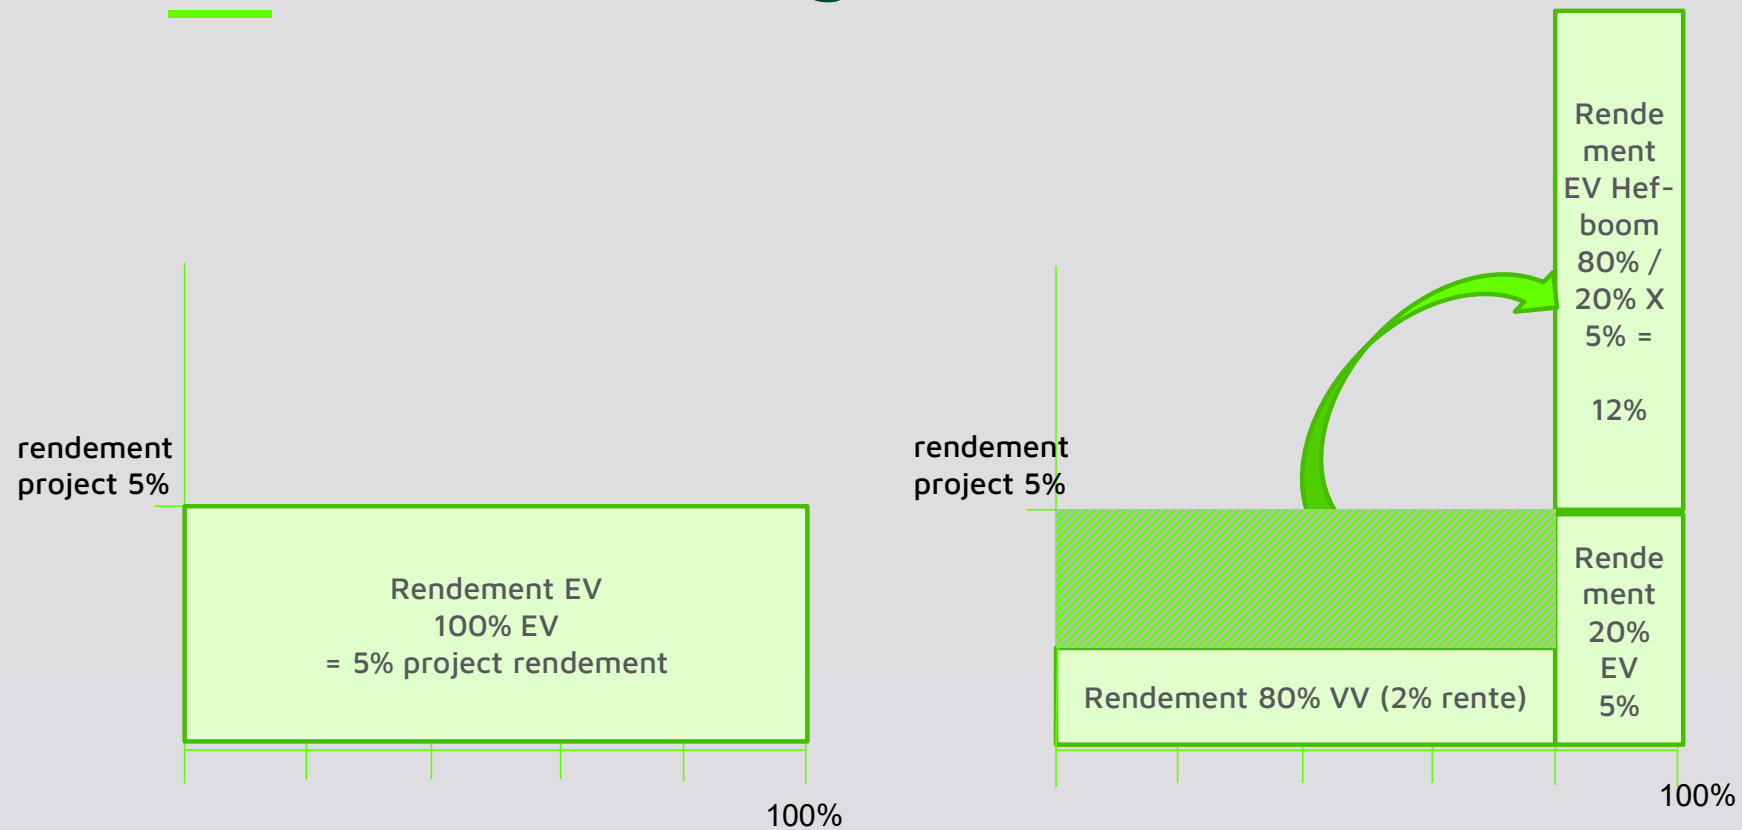 rendement
project 5%
Rendement EV
100% EV
= 5% project rendement
100%
rendement
project 5%
Rendement 80% VV (2% rente)
Rende
ment
EV Hef-
boom
80% /
20% X
5% =
12%
Rende
ment
20%
EV
5%
100%